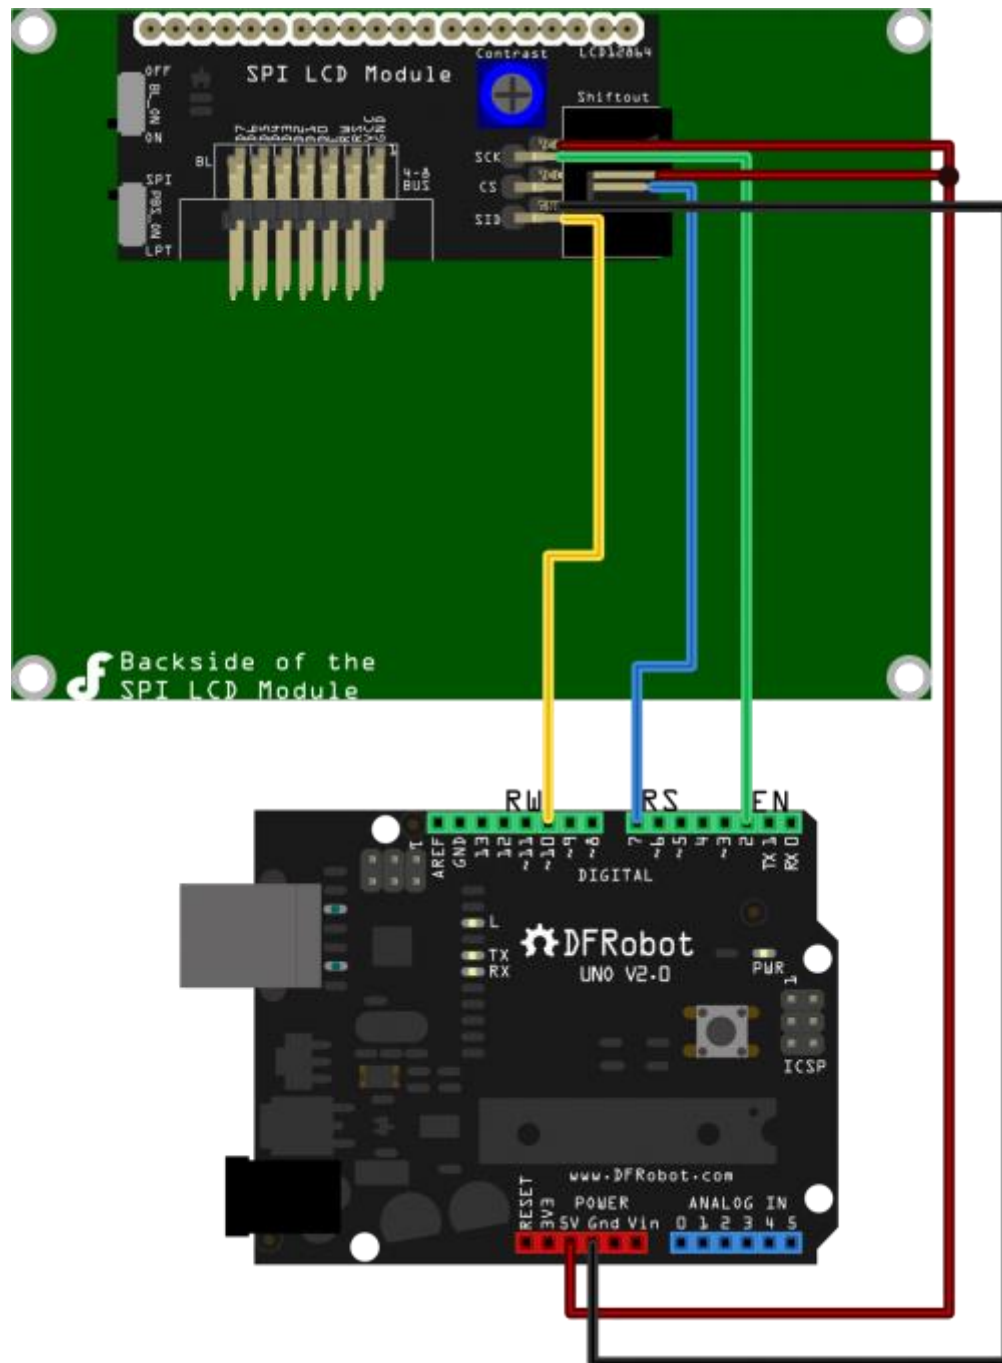 LCD12864
Contrast
SPI LCD Module
OFF
BL_ON
ON
Shiftout
SCK
BL
1
4-8
BUS
SPI
CS
SID
LPT
Backside of the
SPI LCD Module
RW
RS
EN
AREF
GND
13
12
~11
~10
~9
~8
7
~6
~5
4
~3
2
TX 1
RX 0
1
DIGITAL
L
TX
RX
DFRobot
UNO V2.0
PWR
1
ICSP
www.DFRobot.com
RESET
3V3
POWER
5V Gnd Vin
ANALOG IN
0 1 2 3 4 5